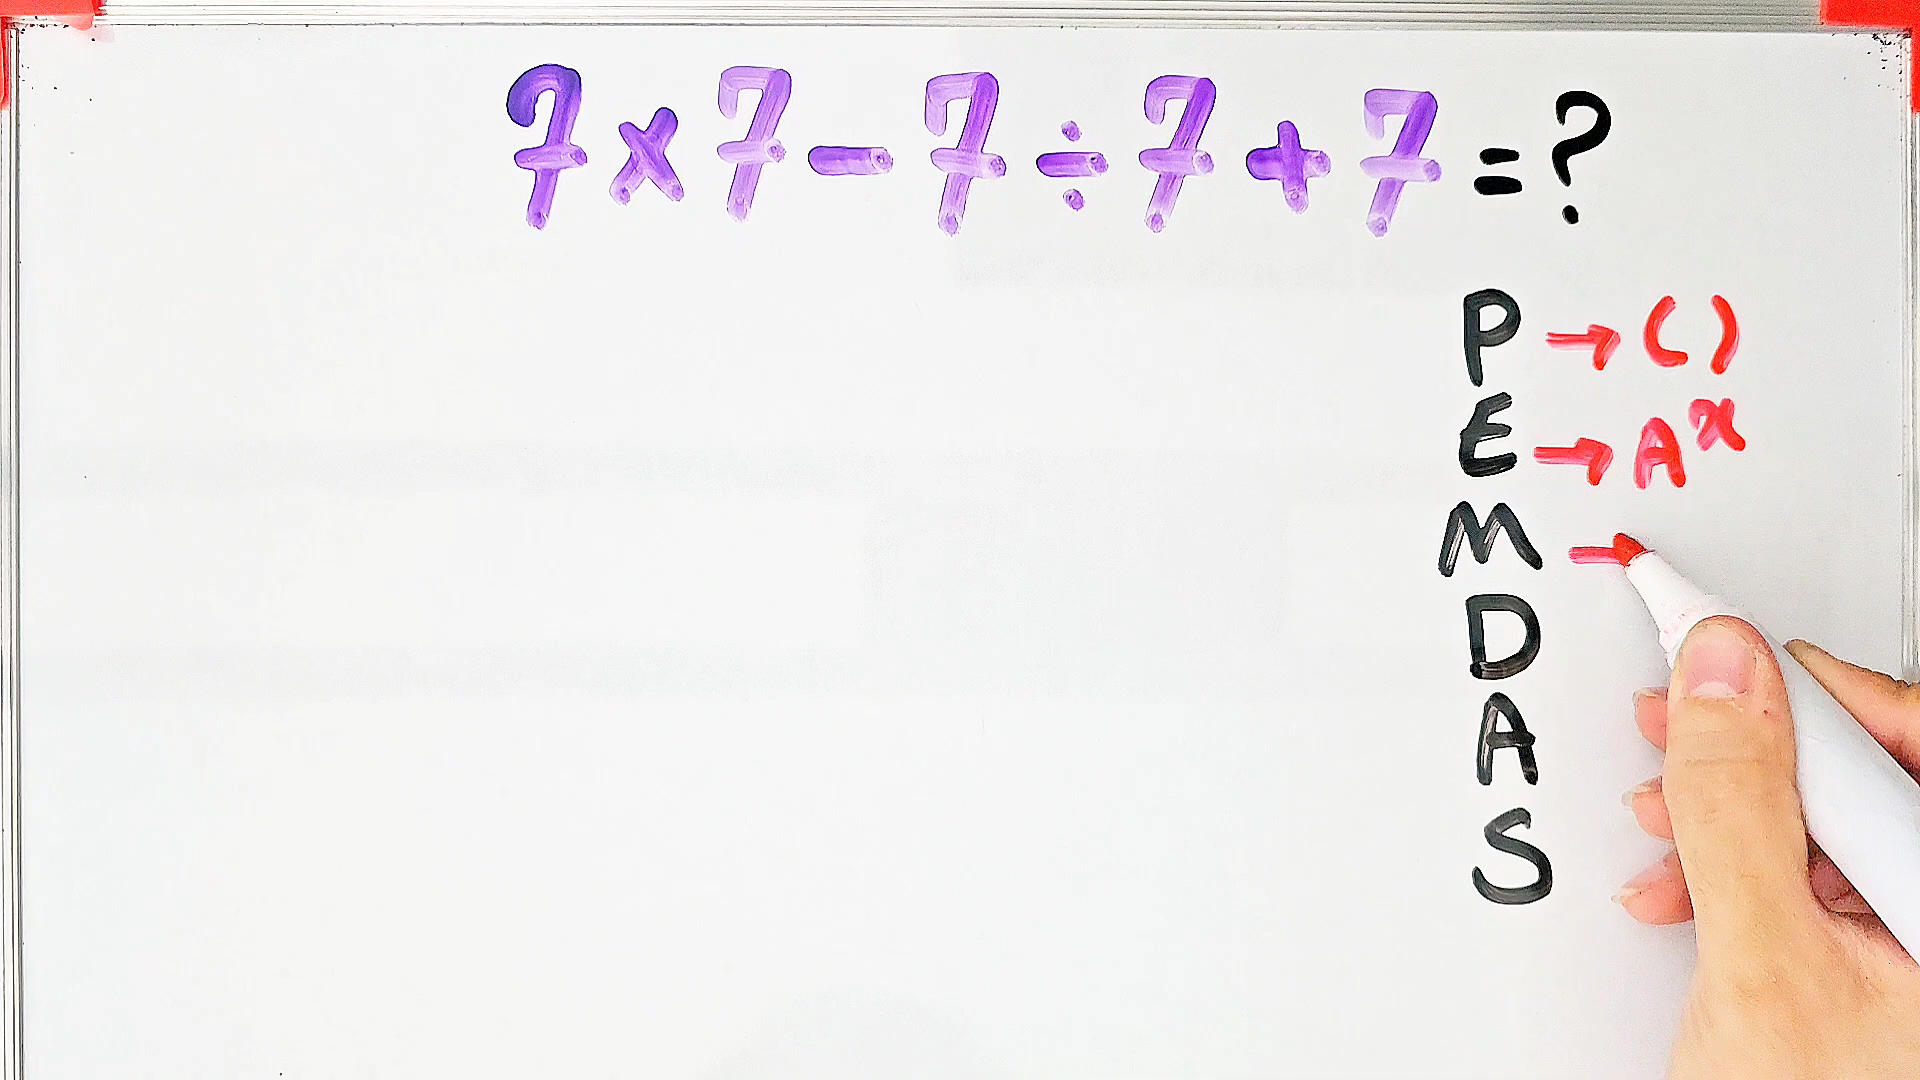 7 × 7 − 7 ÷ 7 + 7 = ?
P → ( )
E → Aˣ
M –
D
A
S